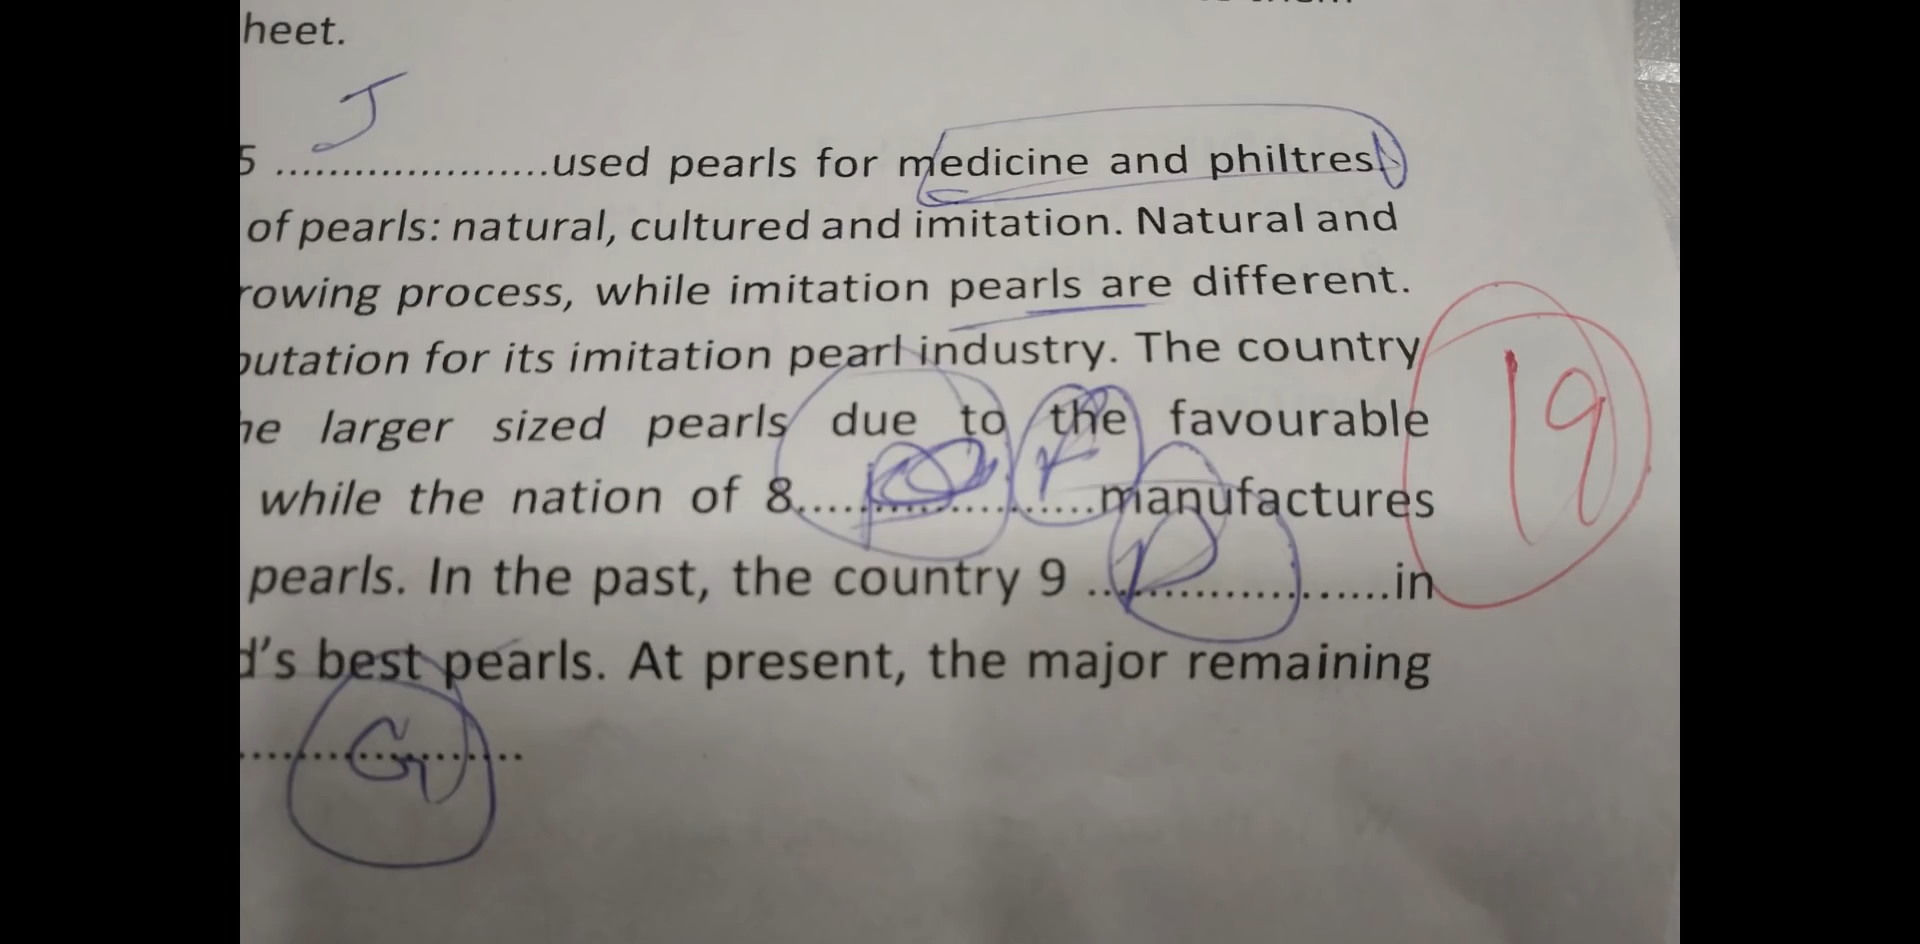 heet.
J
5 ......................used pearls for medicine and philtres.
of pearls: natural, cultured and imitation. Natural and
rowing process, while imitation pearls are different.
putation for its imitation pearl industry. The country
he larger sized pearls due to the favourable
while the nation of 8......................manufactures
F
19
pearls. In the past, the country 9 ......................in
D
d's best pearls. At present, the major remaining
......................
G